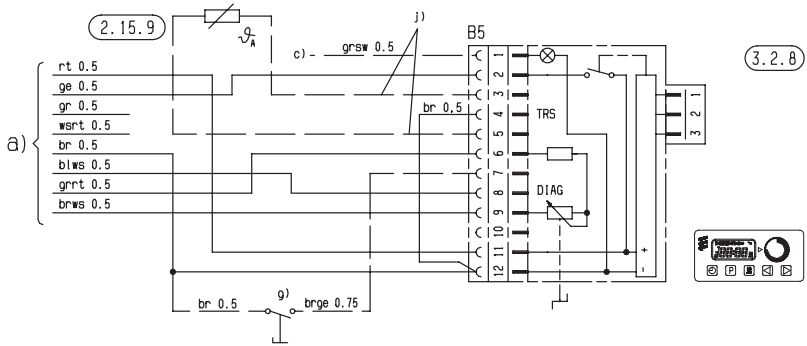 2.15.9
ϑA
j)
B5
c)
grsw 0.5
3.2.8
a)
rt 0.5
ge 0.5
gr 0.5
wsrt 0.5
br 0.5
blws 0.5
grrt 0.5
brws 0.5
br 0,5
1
2
3
4
5
6
7
8
9
10
11
12
TRS
DIAG
+
-
1
2
3
br 0.5
g)
brge 0.75
P